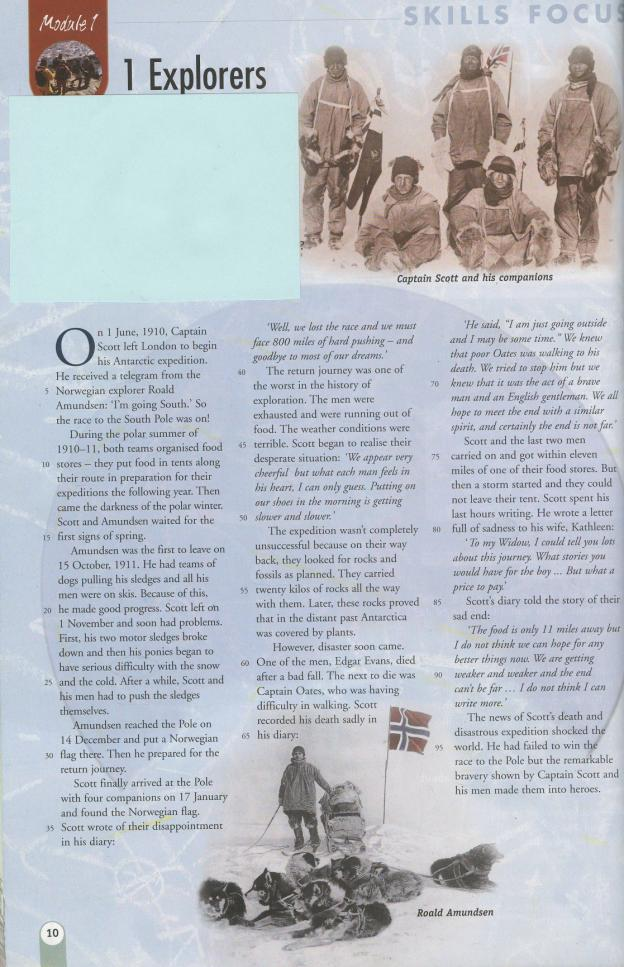 Module 1
SKILLS FOCUS
1 Explorers
Captain Scott and his companions
On 1 June, 1910, Captain
Scott left London to begin
his Antarctic expedition.
He received a telegram from the
5 Norwegian explorer Roald
Amundsen: 'I'm going South.' So
the race to the South Pole was on!
During the polar summer of
1910–11, both teams organised food
10 stores – they put food in tents along
their route in preparation for their
expeditions the following year. Then
came the darkness of the polar winter.
Scott and Amundsen waited for the
15 first signs of spring.
Amundsen was the first to leave on
15 October, 1911. He had teams of
dogs pulling his sledges and all his
men were on skis. Because of this,
20 he made good progress. Scott left on
1 November and soon had problems.
First, his two motor sledges broke
down and then his ponies began to
have serious difficulty with the snow
25 and the cold. After a while, Scott and
his men had to push the sledges
themselves.
Amundsen reached the Pole on
14 December and put a Norwegian
30 flag there. Then he prepared for the
return journey.
Scott finally arrived at the Pole
with four companions on 17 January
and found the Norwegian flag.
35 Scott wrote of their disappointment
in his diary:
'Well, we lost the race and we must
face 800 miles of hard pushing – and
goodbye to most of our dreams.'
40 The return journey was one of
the worst in the history of
exploration. The men were
exhausted and were running out of
food. The weather conditions were
45 terrible. Scott began to realise their
desperate situation: 'We appear very
cheerful but what each man feels in
his heart, I can only guess. Putting on
our shoes in the morning is getting
50 slower and slower.'
The expedition wasn't completely
unsuccessful because on their way
back, they looked for rocks and
fossils as planned. They carried
55 twenty kilos of rocks all the way
with them. Later, these rocks proved
that in the distant past Antarctica
was covered by plants.
However, disaster soon came.
60 One of the men, Edgar Evans, died
after a bad fall. The next to die was
Captain Oates, who was having
difficulty in walking. Scott
recorded his death sadly in
65 his diary:
'He said, "I am just going outside
and I may be some time." We knew
that poor Oates was walking to his
death. We tried to stop him but we
70 knew that it was the act of a brave
man and an English gentleman. We all
hope to meet the end with a similar
spirit, and certainly the end is not far.'
Scott and the last two men
75 carried on and got within eleven
miles of one of their food stores. But
then a storm started and they could
not leave their tent. Scott spent his
last hours writing. He wrote a letter
80 full of sadness to his wife, Kathleen:
'To my Widow, I could tell you lots
about this journey. What stories you
would have for the boy ... But what a
price to pay.'
85 Scott's diary told the story of their
sad end:
'The food is only 11 miles away but
I do not think we can hope for any
better things now. We are getting
90 weaker and weaker and the end
can't be far ... I do not think I can
write more.'
The news of Scott's death and
disastrous expedition shocked the
95 world. He had failed to win the
race to the Pole but the remarkable
bravery shown by Captain Scott and
his men made them into heroes.
Roald Amundsen
10